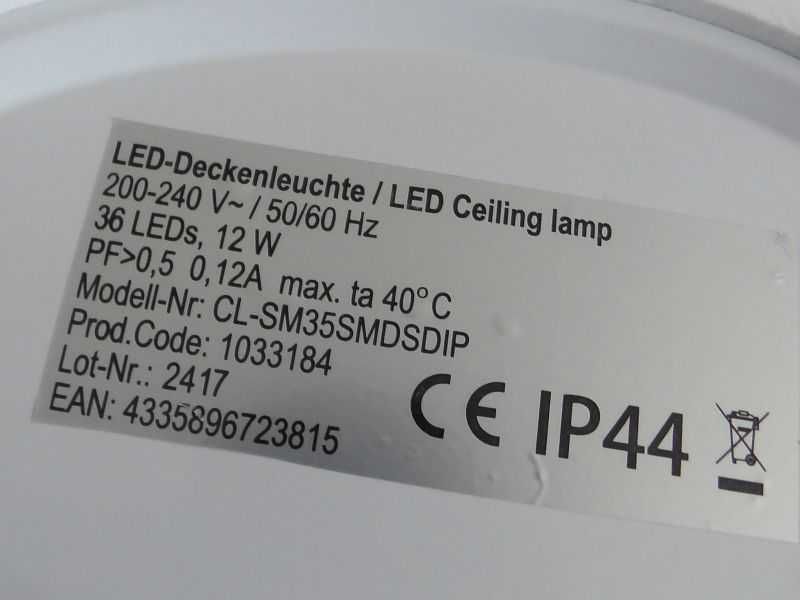 LED-Deckenleuchte / LED Ceiling lamp
200-240 V~ / 50/60 Hz
36 LEDs, 12 W
PF>0,5 0,12A max. ta 40°C
Modell-Nr: CL-SM35SMDSDIP
Prod.Code: 1033184
Lot-Nr.: 2417
EAN: 4335896723815
CE IP44